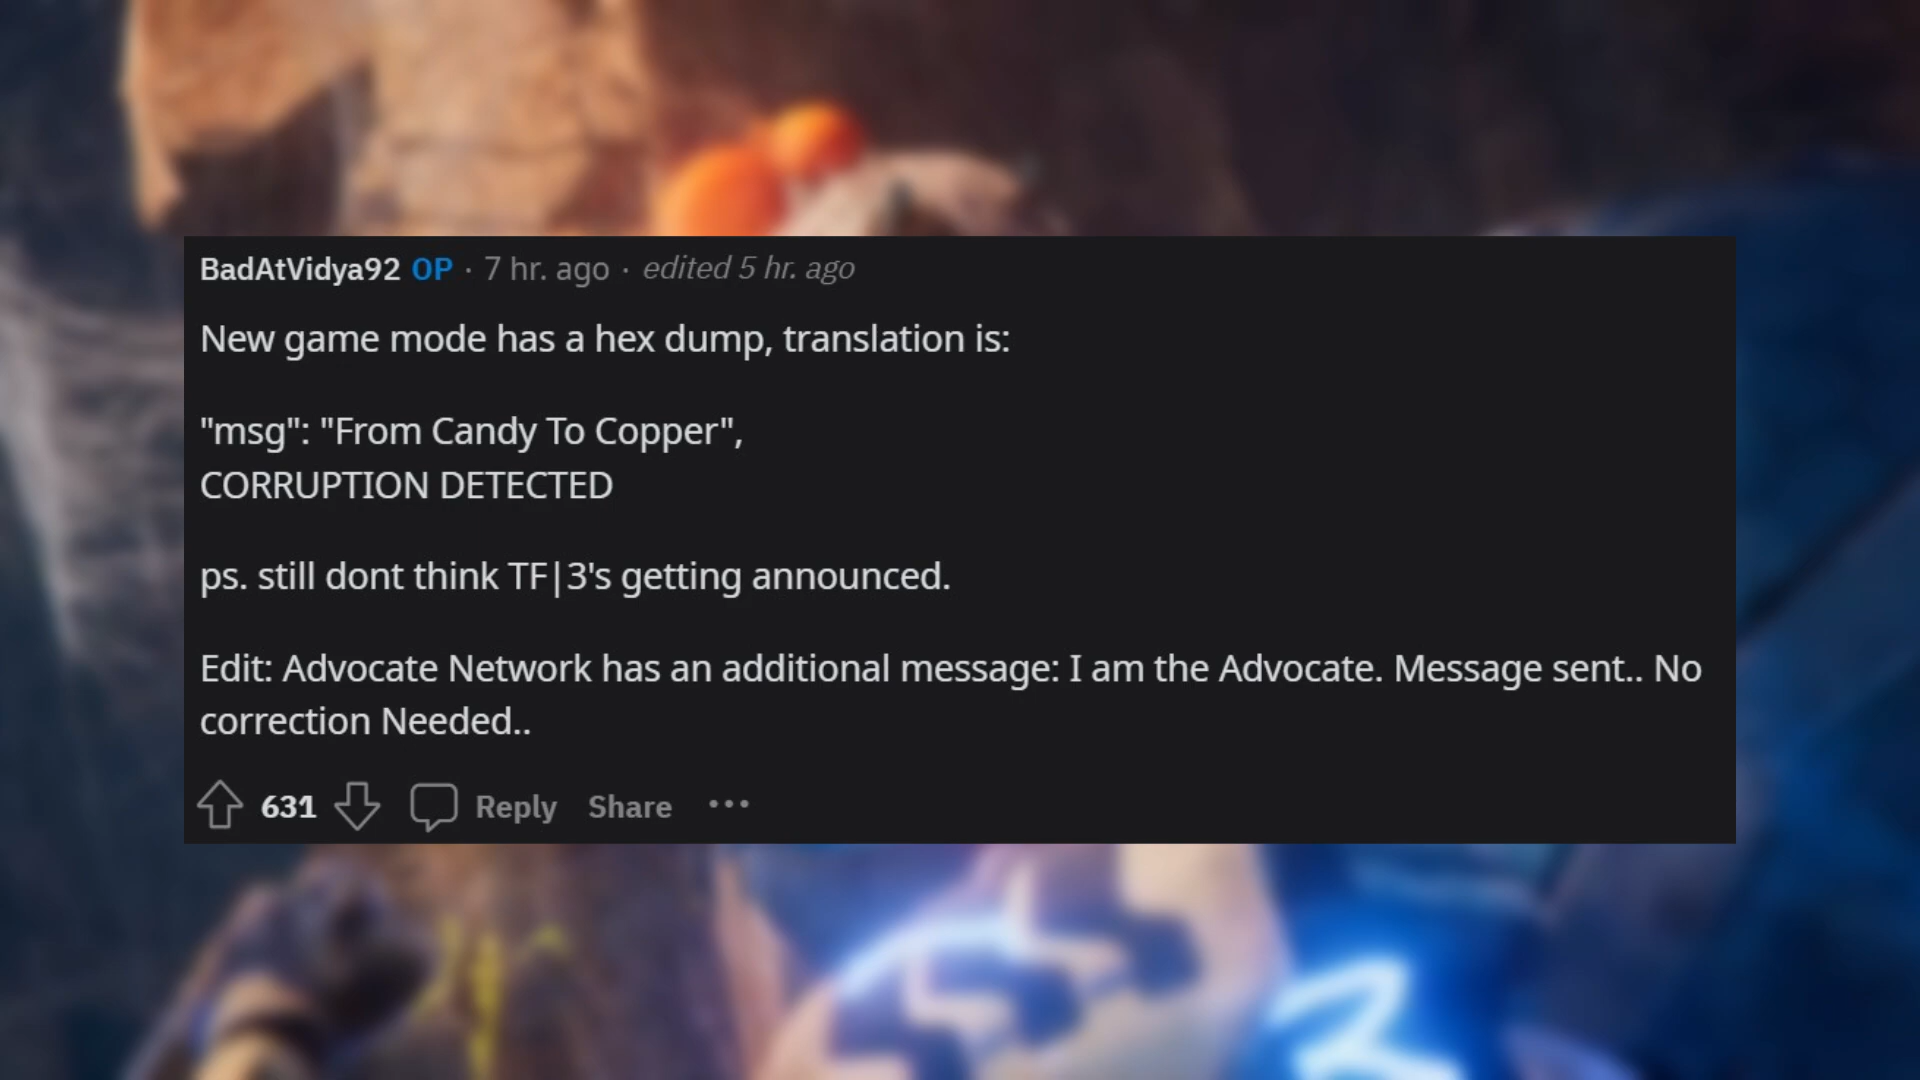 BadAtVidya92 OP · 7 hr. ago · edited 5 hr. ago
New game mode has a hex dump, translation is:
"msg": "From Candy To Copper",
CORRUPTION DETECTED
ps. still dont think TF|3's getting announced.
Edit: Advocate Network has an additional message: I am the Advocate. Message sent.. No
correction Needed..
631 Reply Share ···